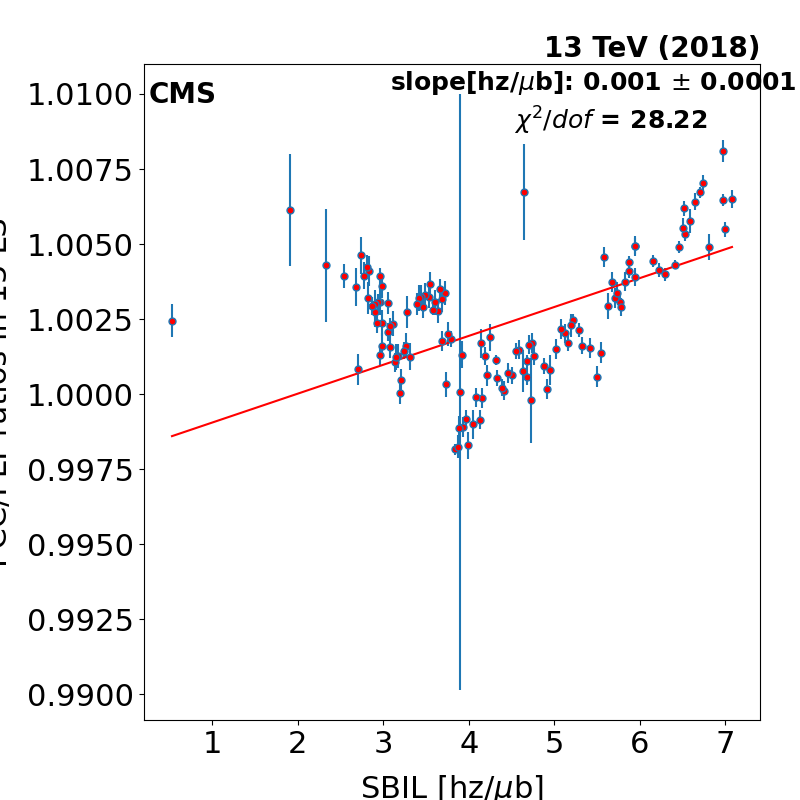 13 TeV (2018)
CMS
slope[hz/μb]: 0.001 ± 0.0001
χ²/dof = 28.22
1.0100
1.0075
1.0050
1.0025
1.0000
0.9975
0.9950
0.9925
0.9900
1 2 3 4 5 6 7
SBIL [hz/μb]